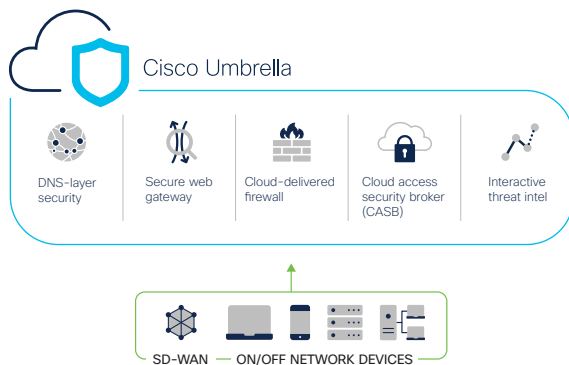 Cisco Umbrella
DNS-layer
security
Secure web
gateway
Cloud-delivered
firewall
Cloud access
security broker
(CASB)
Interactive
threat intel
SD-WAN
ON/OFF NETWORK DEVICES